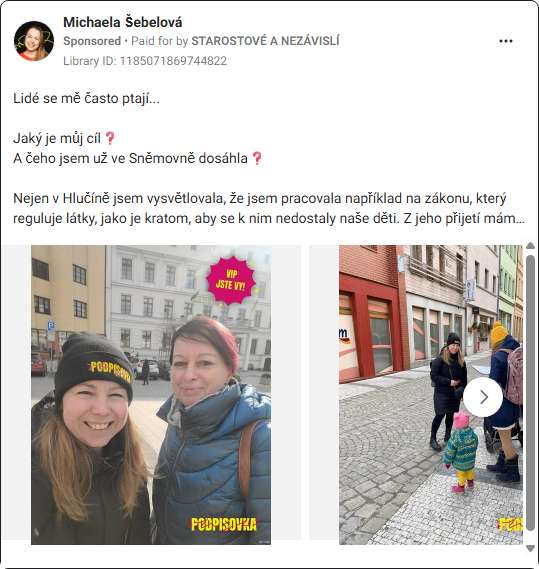 Michaela Šebelová
Sponsored • Paid for by STAROSTOVÉ A NEZÁVISLÍ
Library ID: 1185071869744822
Lidé se mě často ptají...
Jaký je můj cíl❓
A čeho jsem už ve Sněmovně dosáhla❓
Nejen v Hlučíně jsem vysvětlovala, že jsem pracovala například na zákonu, který
reguluje látky, jako je kratom, aby se k nim nedostaly naše děti. Z jeho přijetí mám...
VIP
JSTE VY!
PODPISOVKA
PODPISOVKA